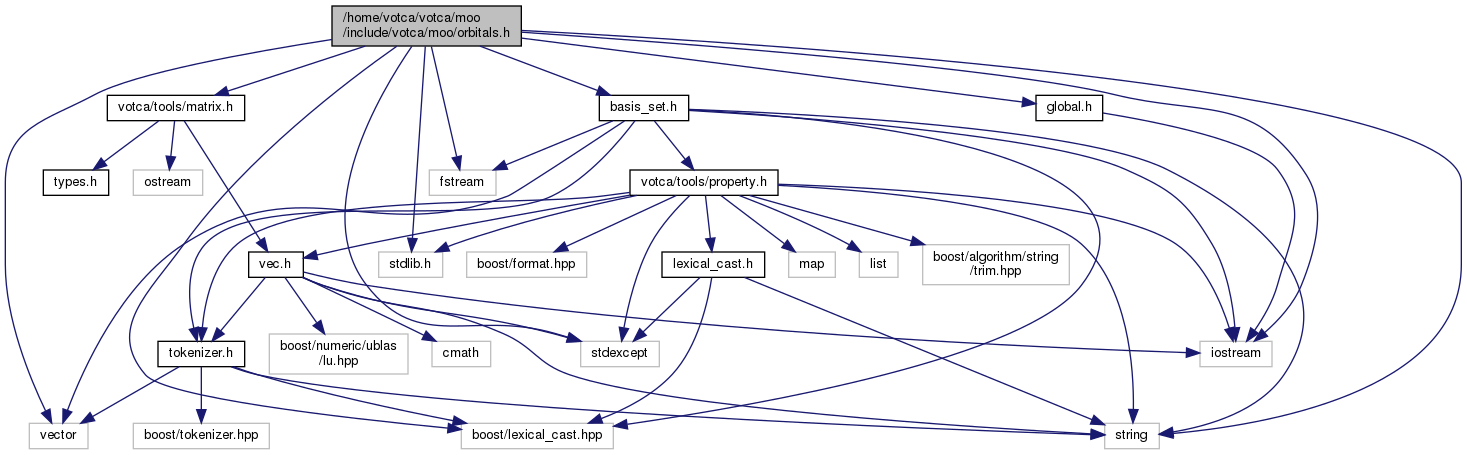 /home/votca/votca/moo
/include/votca/moo/orbitals.h
votca/tools/matrix.h
basis_set.h
global.h
types.h
ostream
fstream
votca/tools/property.h
vec.h
stdlib.h
boost/format.hpp
lexical_cast.h
map
list
boost/algorithm/string
/trim.hpp
tokenizer.h
boost/numeric/ublas
/lu.hpp
cmath
stdexcept
iostream
vector
boost/tokenizer.hpp
boost/lexical_cast.hpp
string